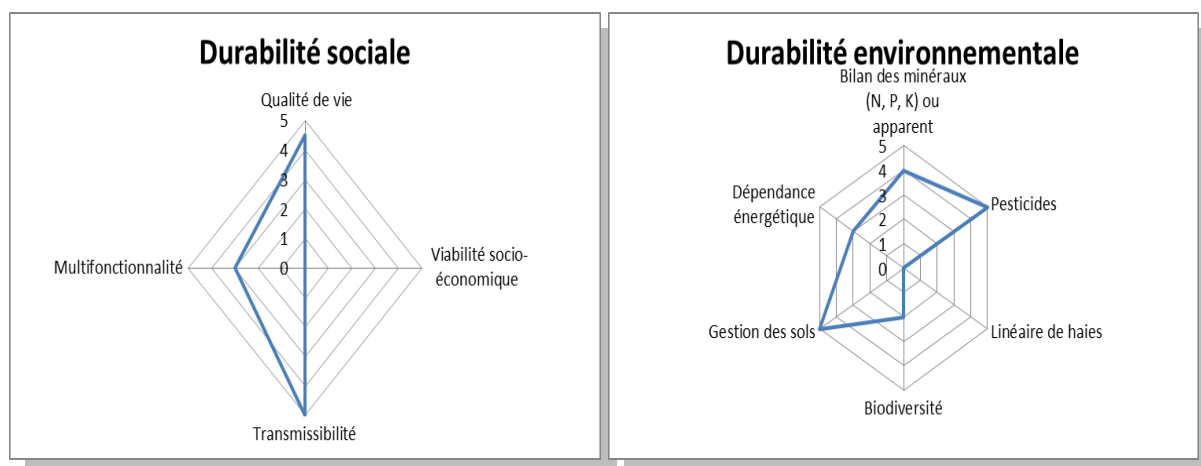 Durabilité sociale
Qualité de vie
5
4
3
2
1
0
Multifonctionnalité
Viabilité socio-
économique
Transmissibilité
Durabilité environnementale
Bilan des minéraux
(N, P, K) ou
apparent
5
4
3
2
1
0
Dépendance
énergétique
Pesticides
Gestion des sols
Linéaire de haies
Biodiversité